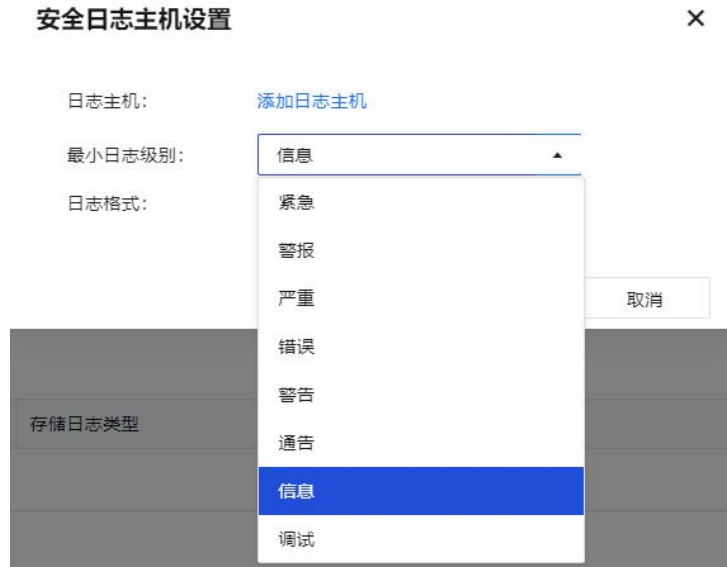 安全日志主机设置 ×
日志主机： 添加日志主机
最小日志级别： 信息
日志格式：
紧急
警报
严重
取消
错误
警告
存储日志类型
通告
信息
调试